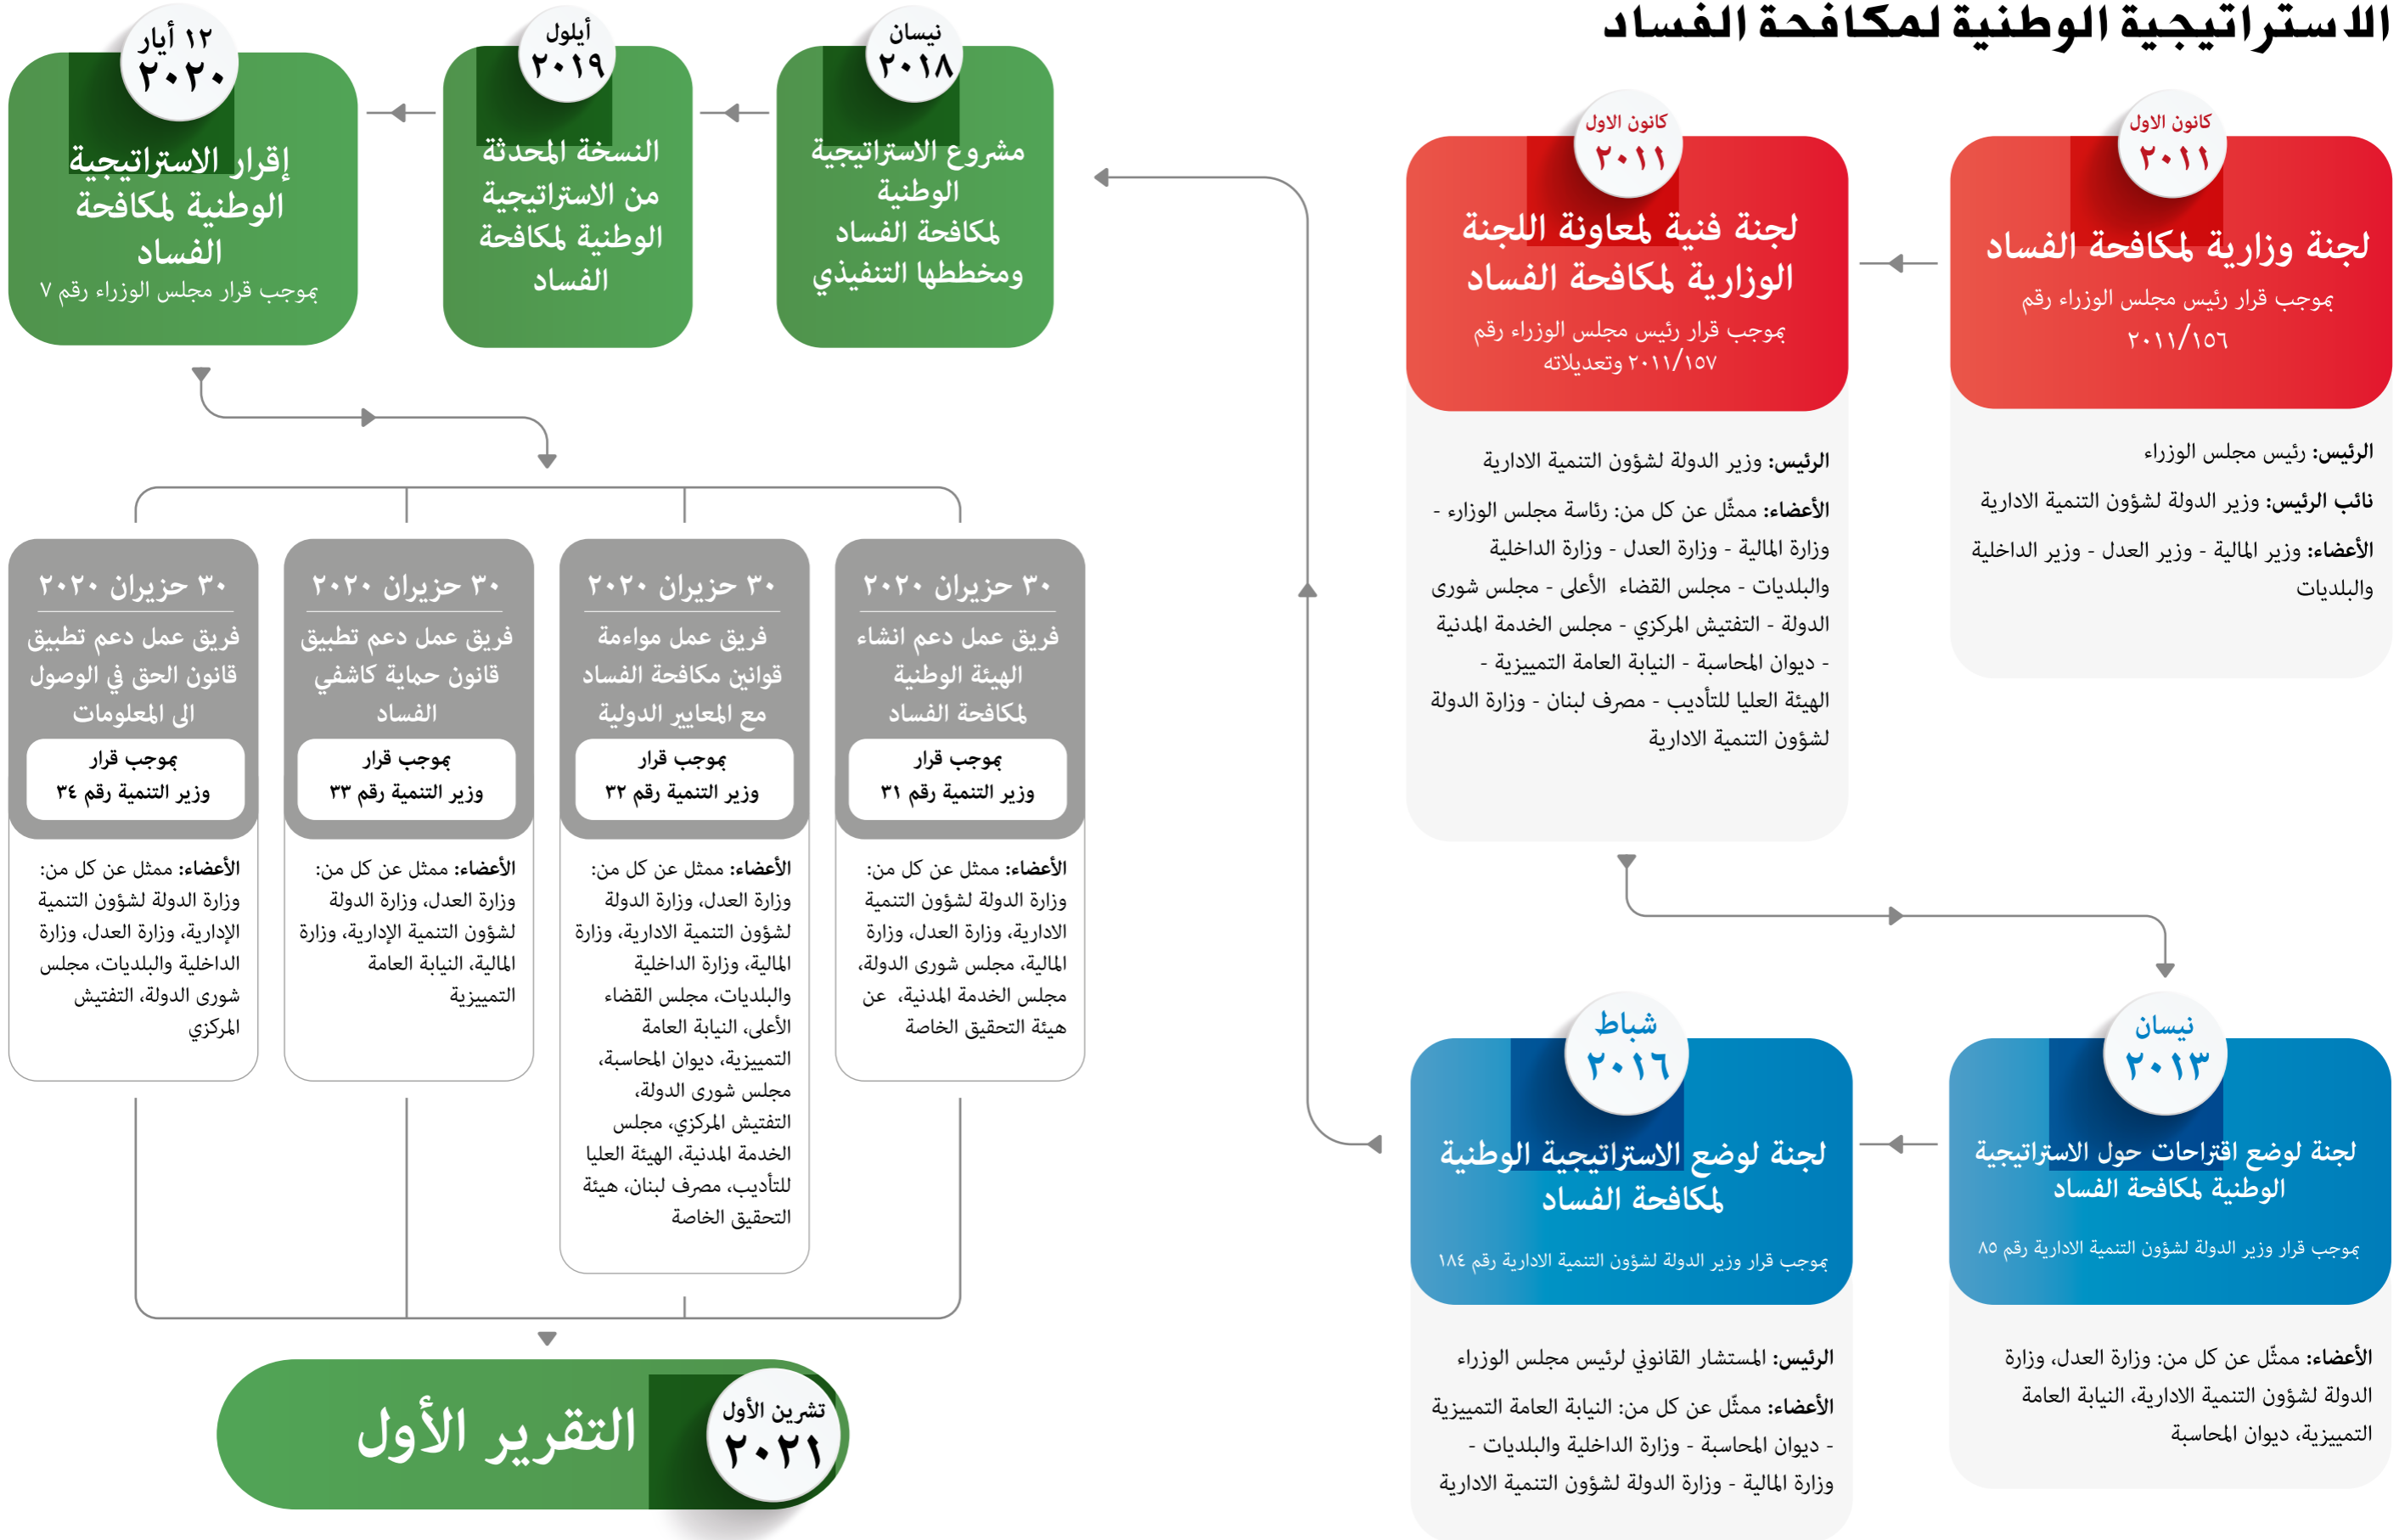 الاستراتيجية الوطنية لمكافحة الفساد
كانون الاول
٢٠١١
لجنة وزارية لمكافحة الفساد
بموجب قرار رئيس مجلس الوزراء رقم
٢٠١١/١٥٦
الرئيس: رئيس مجلس الوزراء
نائب الرئيس: وزير الدولة لشؤون التنمية الادارية
الأعضاء: وزير المالية - وزير العدل - وزير الداخلية
والبلديات
كانون الاول
٢٠١١
لجنة فنية لمعاونة اللجنة
الوزارية لمكافحة الفساد
بموجب قرار رئيس مجلس الوزراء رقم
٢٠١١/١٥٧ وتعديلاته
الرئيس: وزير الدولة لشؤون التنمية الادارية
الأعضاء: ممثّل عن كل من: رئاسة مجلس الوزارء -
وزارة المالية - وزارة العدل - وزارة الداخلية
والبلديات - مجلس القضاء الأعلى - مجلس شورى
الدولة - التفتيش المركزي - مجلس الخدمة المدنية
- ديوان المحاسبة - النيابة العامة التمييزية -
الهيئة العليا للتأديب - مصرف لبنان - وزارة الدولة
لشؤون التنمية الادارية
نيسان
٢٠١٣
لجنة لوضع اقتراحات حول الاستراتيجية
الوطنية لمكافحة الفساد
بموجب قرار وزير الدولة لشؤون التنمية الادارية رقم ٨٥
الأعضاء: ممثّل عن كل من: وزارة العدل، وزارة
الدولة لشؤون التنمية الادارية، النيابة العامة
التمييزية، ديوان المحاسبة
شباط
٢٠١٦
لجنة لوضع الاستراتيجية الوطنية
لمكافحة الفساد
بموجب قرار وزير الدولة لشؤون التنمية الادارية رقم ١٨٤
الرئيس: المستشار القانوني لرئيس مجلس الوزراء
الأعضاء: ممثّل عن كل من: النيابة العامة التمييزية
- ديوان المحاسبة - وزارة الداخلية والبلديات -
وزارة المالية - وزارة الدولة لشؤون التنمية الادارية
نيسان
٢٠١٨
مشروع الاستراتيجية
الوطنية
لمكافحة الفساد
ومخططها التنفيذي
أيلول
٢٠١٩
النسخة المحدثة
من الاستراتيجية
الوطنية لمكافحة
الفساد
١٢ أيار
٢٠٢٠
إقرار الاستراتيجية
الوطنية لمكافحة
الفساد
بموجب قرار مجلس الوزراء رقم ٧
٣٠ حزيران ٢٠٢٠
فريق عمل دعم انشاء
الهيئة الوطنية
لمكافحة الفساد
بموجب قرار
وزير التنمية رقم ٣١
الأعضاء: ممثل عن كل من:
وزارة الدولة لشؤون التنمية
الادارية، وزارة العدل، وزارة
المالية، مجلس شورى الدولة،
مجلس الخدمة المدنية، عن
هيئة التحقيق الخاصة
٣٠ حزيران ٢٠٢٠
فريق عمل مواءمة
قوانين مكافحة الفساد
مع المعايير الدولية
بموجب قرار
وزير التنمية رقم ٣٢
الأعضاء: ممثل عن كل من:
وزارة العدل، وزارة الدولة
لشؤون التنمية الادارية، وزارة
المالية، وزارة الداخلية
والبلديات، مجلس القضاء
الأعلى، النيابة العامة
التمييزية، ديوان المحاسبة،
مجلس شورى الدولة،
التفتيش المركزي، مجلس
الخدمة المدنية، الهيئة العليا
للتأديب، مصرف لبنان، هيئة
التحقيق الخاصة
٣٠ حزيران ٢٠٢٠
فريق عمل دعم تطبيق
قانون حماية كاشفي
الفساد
بموجب قرار
وزير التنمية رقم ٣٣
الأعضاء: ممثل عن كل من:
وزارة العدل، وزارة الدولة
لشؤون التنمية الإدارية، وزارة
المالية، النيابة العامة
التمييزية
٣٠ حزيران ٢٠٢٠
فريق عمل دعم تطبيق
قانون الحق في الوصول
الى المعلومات
بموجب قرار
وزير التنمية رقم ٣٤
الأعضاء: ممثل عن كل من:
وزارة الدولة لشؤون التنمية
الإدارية، وزارة العدل، وزارة
الداخلية والبلديات، مجلس
شورى الدولة، التفتيش
المركزي
تشرين الأول
٢٠٢١
التقرير الأول